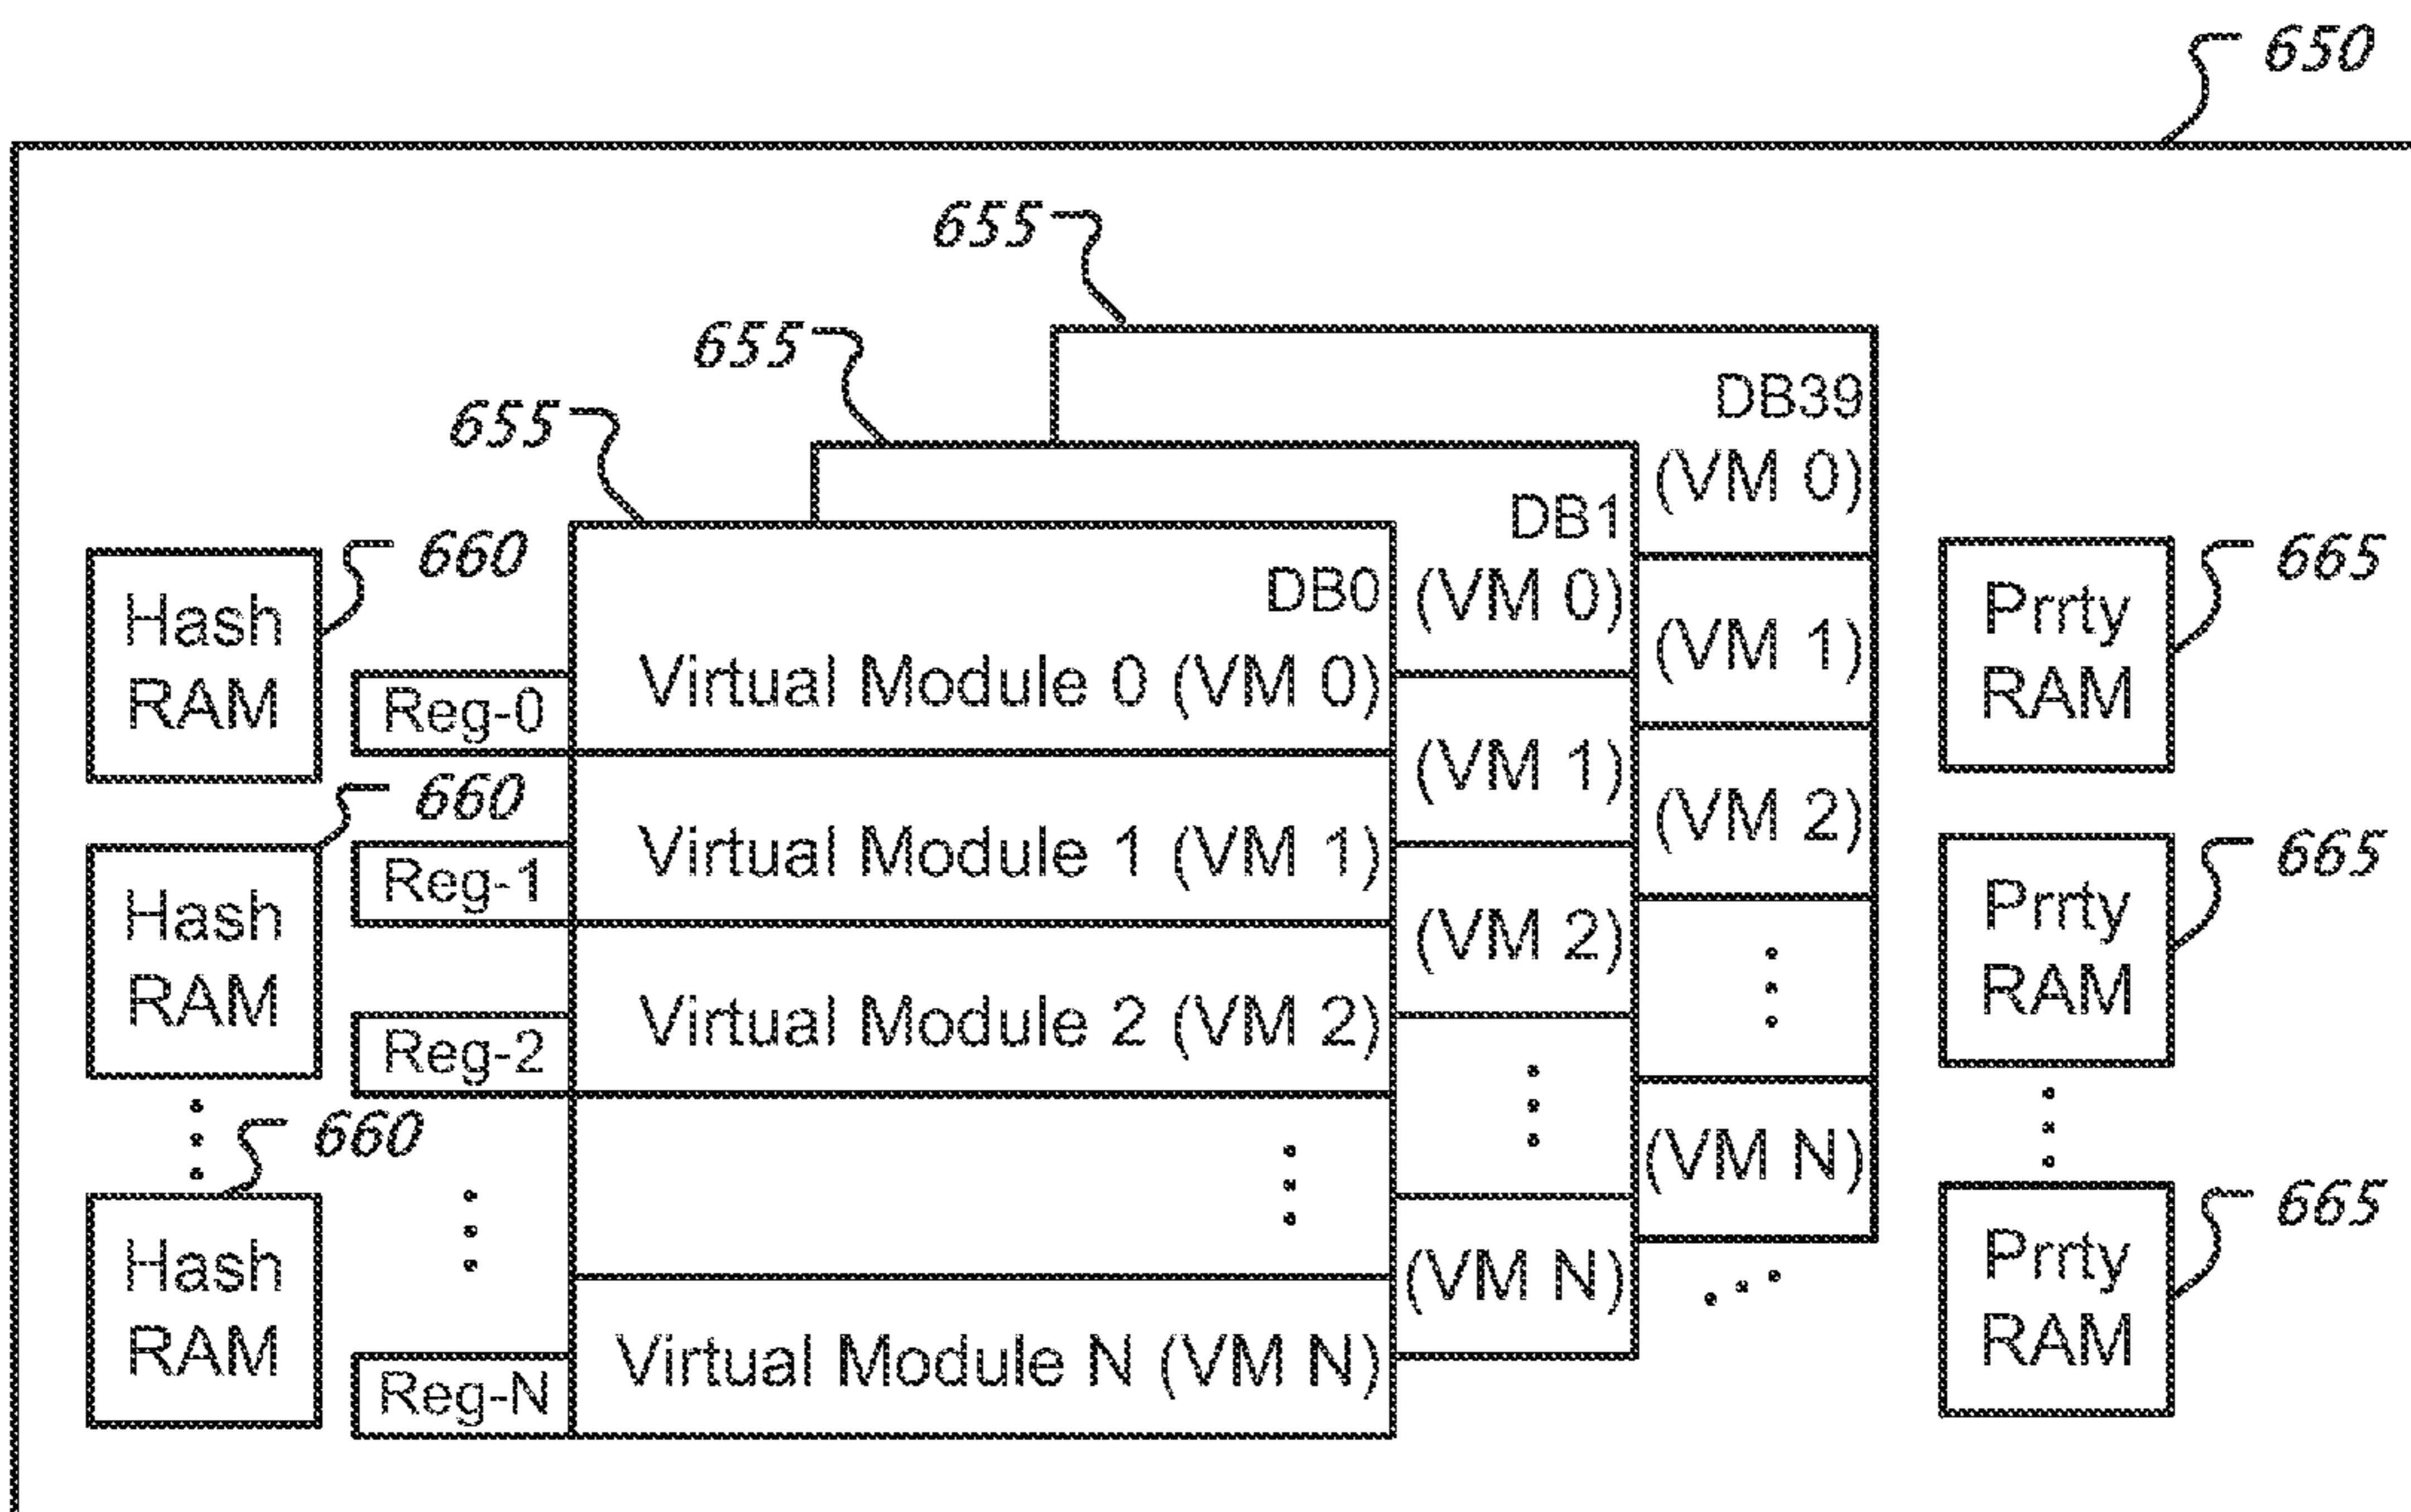 650
655
655
655
DB39
(VM 0)
(VM 1)
(VM 2)
(VM N)
DB1
(VM 0)
(VM 1)
(VM 2)
(VM N)
DB0
Virtual Module 0 (VM 0)
Virtual Module 1 (VM 1)
Virtual Module 2 (VM 2)
Virtual Module N (VM N)
Reg-0
Reg-1
Reg-2
Reg-N
660
Hash
RAM
660
Hash
RAM
660
Hash
RAM
665
Prrty
RAM
665
Prrty
RAM
665
Prrty
RAM